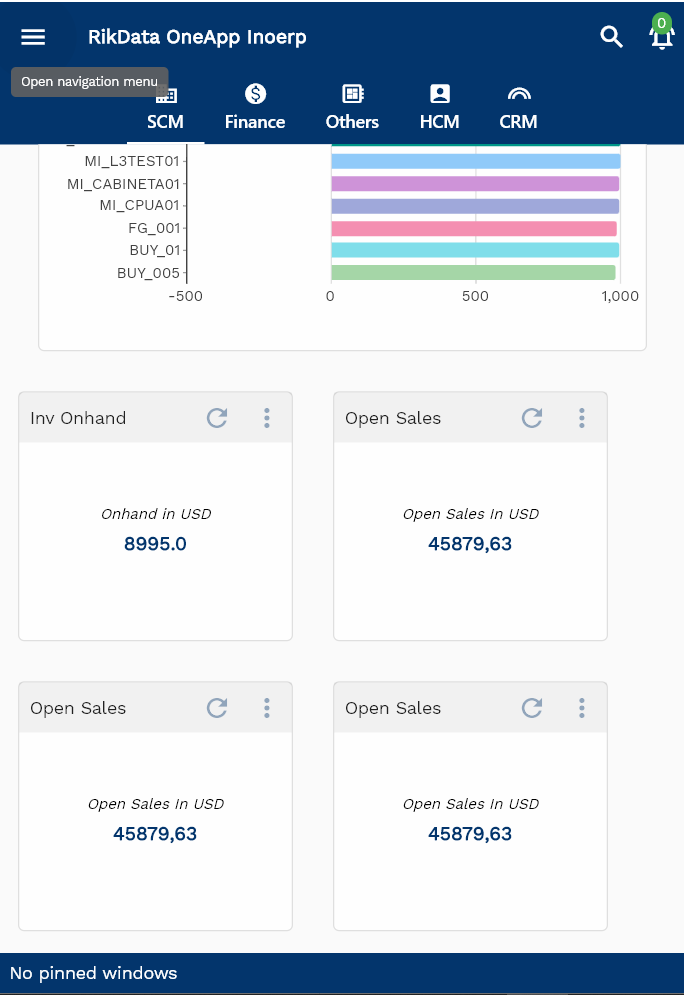 RikData OneApp Inoerp
0
Open navigation menu
SCM
Finance
Others
HCM
CRM
MI_L3TEST01
MI_CABINETA01
MI_CPUA01
FG_001
BUY_01
BUY_005
-500
0
500
1,000
Inv Onhand
Onhand in USD
8995.0
Open Sales
Open Sales In USD
45879,63
Open Sales
Open Sales In USD
45879,63
Open Sales
Open Sales In USD
45879,63
No pinned windows